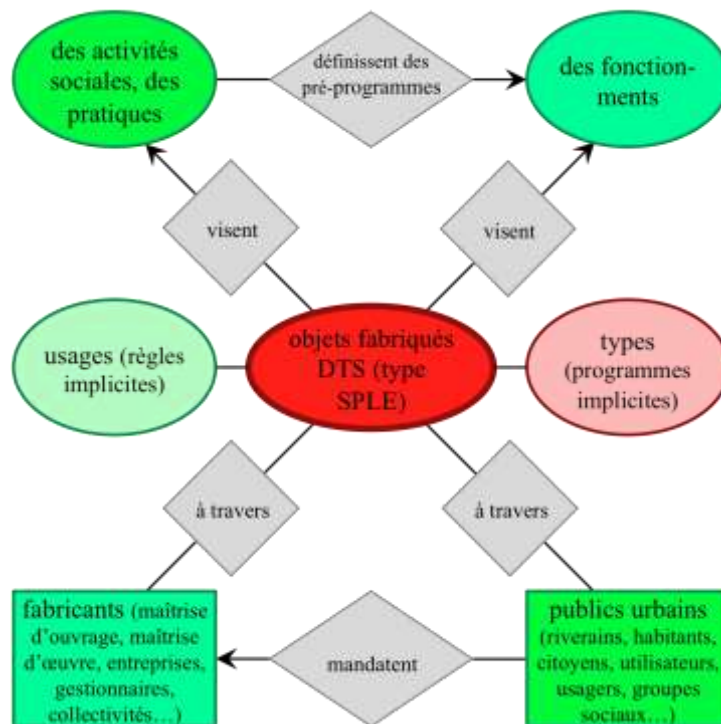 des activités
sociales, des
pratiques
définissent des
pré-programmes
des fonction-
ments
visent
visent
usages (règles
implicites)
objets fabriqués
DTS (type
SPLE)
types
(programmes
implicites)
à travers
à travers
fabricants (maîtrise
d'ouvrage, maîtrise
d'œuvre, entreprises,
gestionnaires,
collectivités…)
mandatent
publics urbains
(riverains, habitants,
citoyens, utilisateurs,
usagers, groupes
sociaux…)